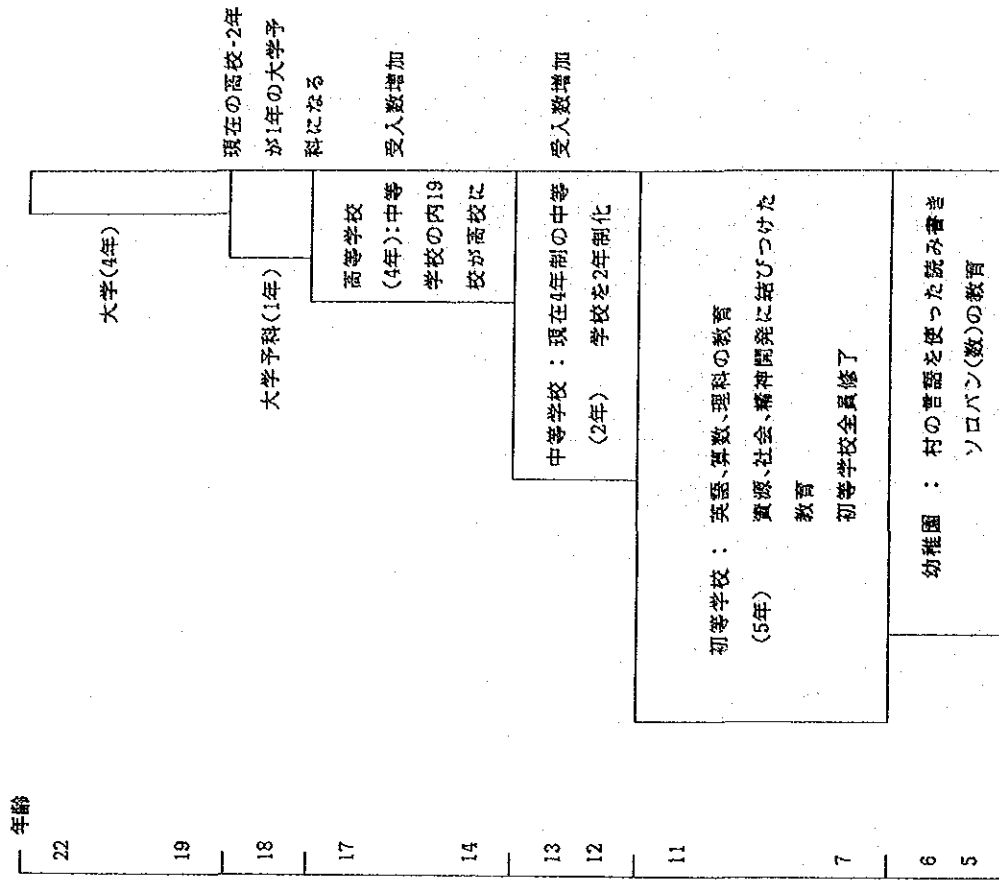 年齢
22
19
18
17
14
13
12
11
7
6
5
大学(4年)
大学予科(1年)
現在の高校-2年
が1年の大学予
科になる
高等学校
(4年):中等
学校の内19
校が高校に
受入数増加
中等学校 : 現在4年制の中等
(2年) 学校を2年制化
受入数増加
初等学校 : 英語、算数、理科の教育
(5年) 資源、社会、精神開発に結びつけた
教育
初等学校全員修了
幼稚園 : 村の言語を使った読み書き
ソロバン(数)の教育